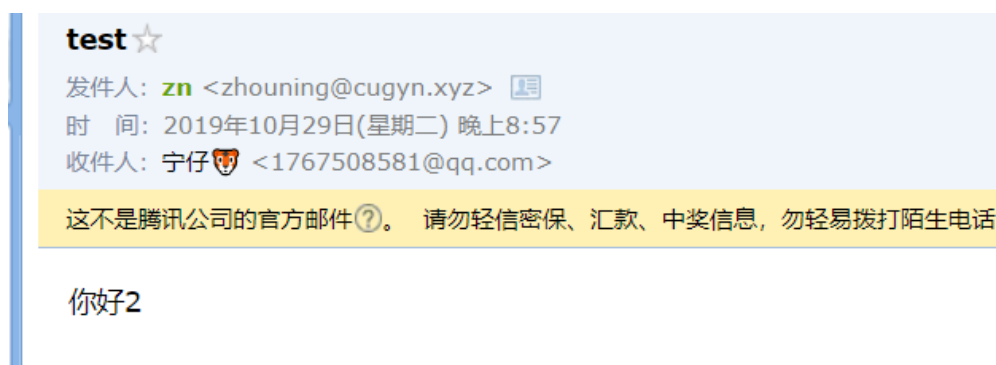 test☆
发件人: zn <zhouning@cugyn.xyz>
时 间: 2019年10月29日(星期二) 晚上8:57
收件人: 宁仔🐯 <1767508581@qq.com>
这不是腾讯公司的官方邮件?。 请勿轻信密保、汇款、中奖信息,勿轻易拨打陌生电话
你好2